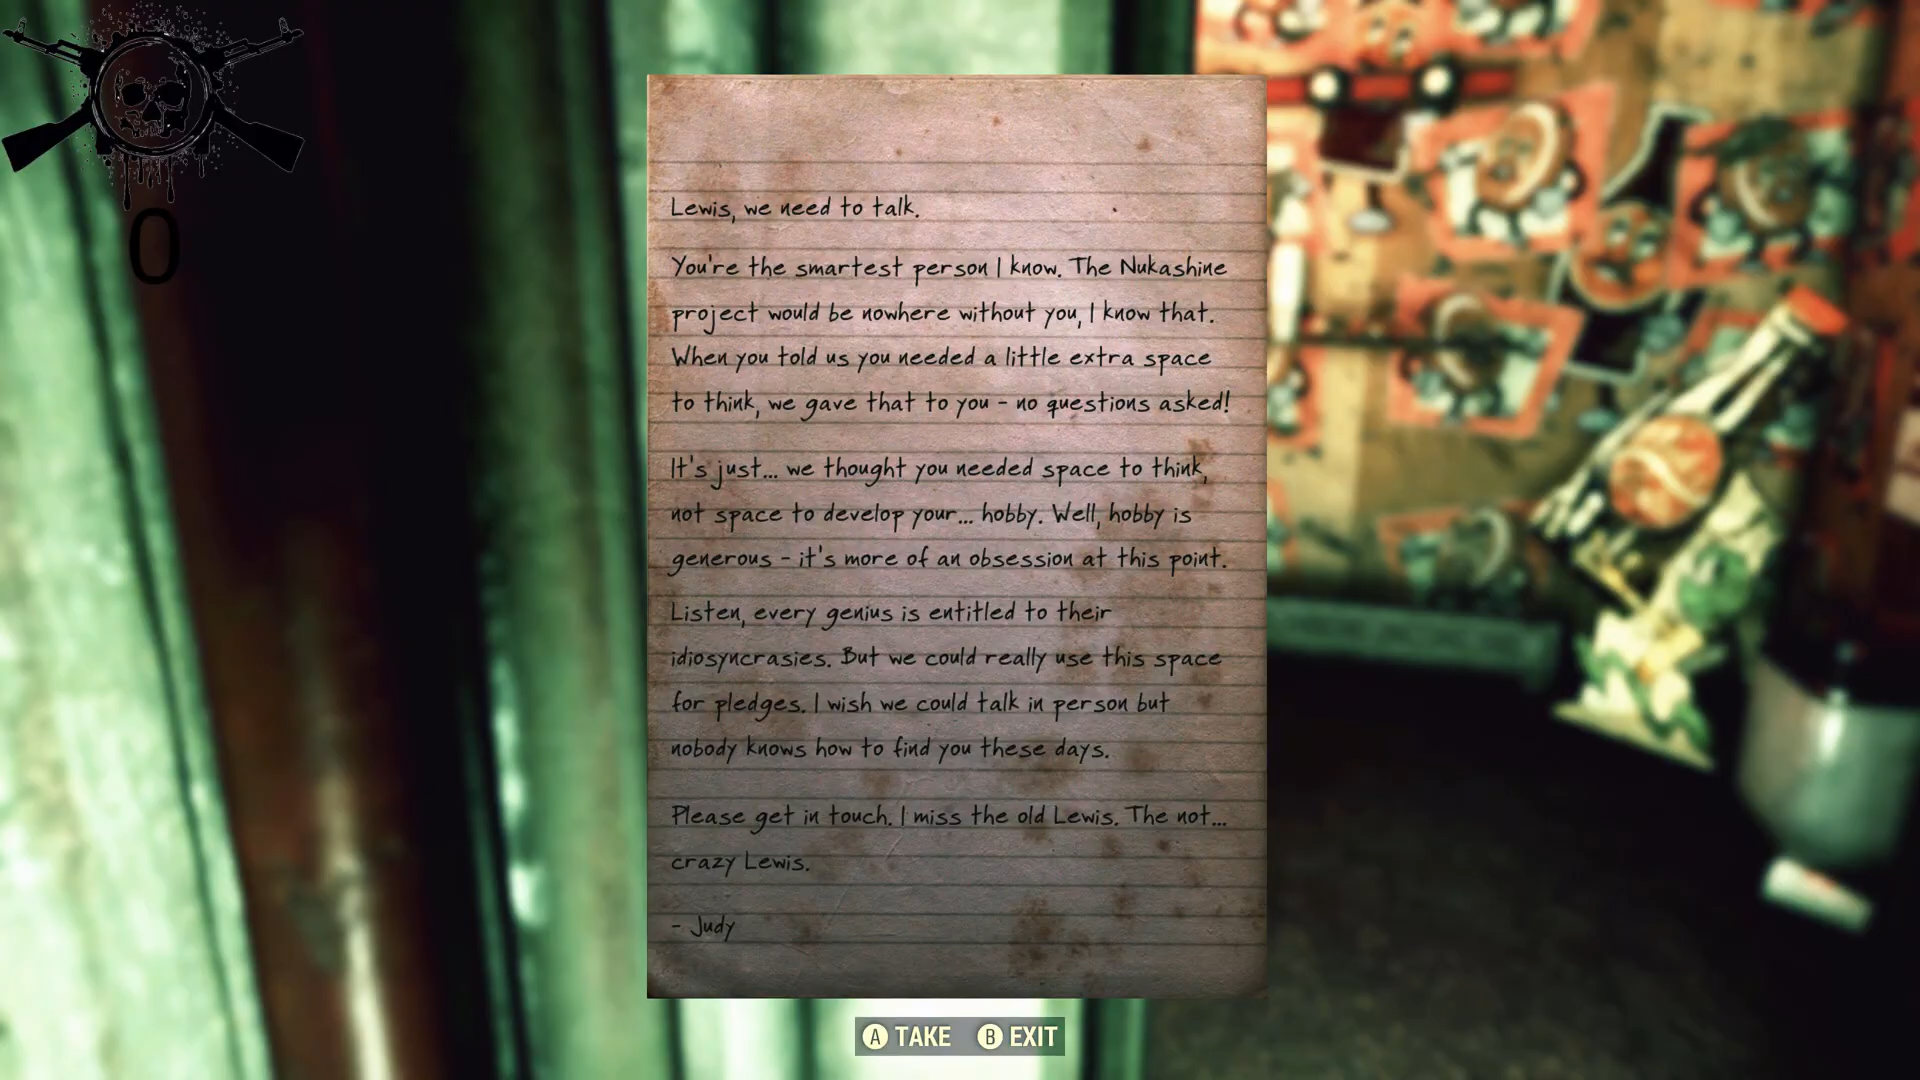 0
Lewis, we need to talk.
You're the smartest person I know. The Nukashine
project would be nowhere without you, I know that.
When you told us you needed a little extra space
to think, we gave that to you - no questions asked!
It's just... we thought you needed space to think,
not space to develop your... hobby. Well, hobby is
generous - it's more of an obsession at this point.
Listen, every genius is entitled to their
idiosyncrasies. But we could really use this space
for pledges. I wish we could talk in person but
nobody knows how to find you these days.
Please get in touch. I miss the old Lewis. The not...
crazy Lewis.
- Judy
A TAKE B EXIT